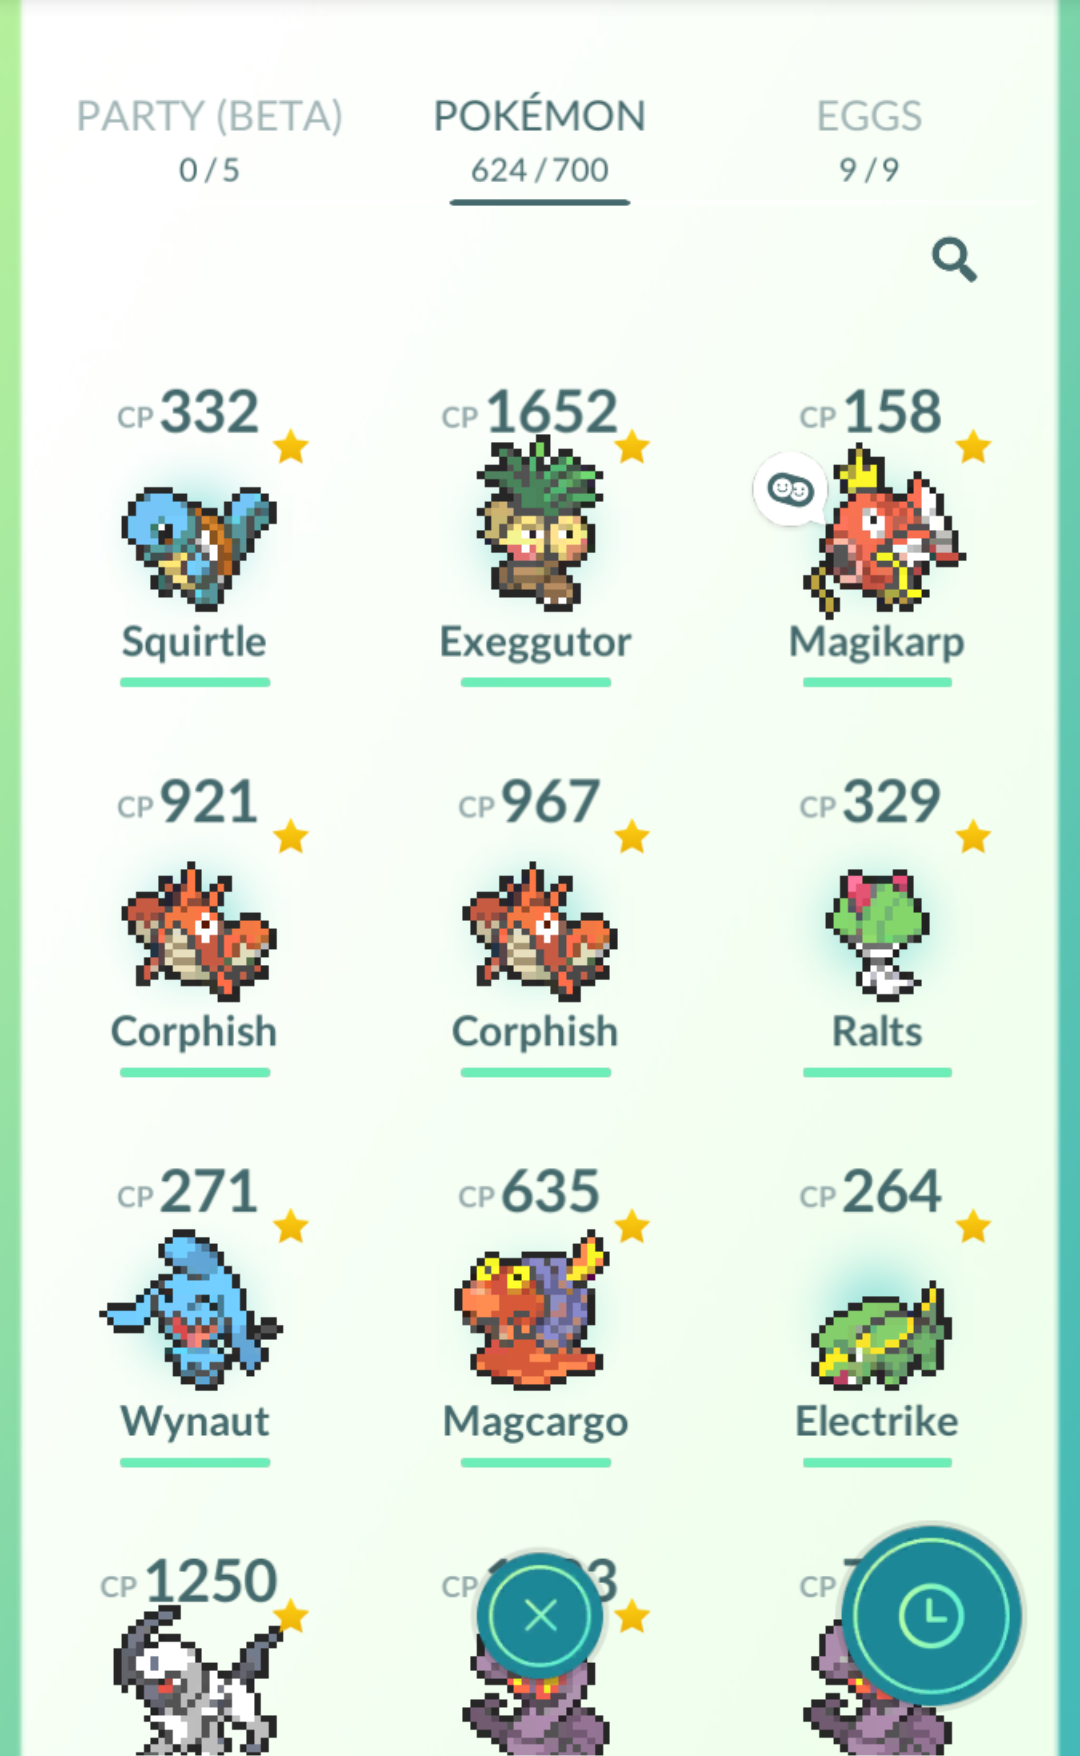 PARTY (BETA) POKÉMON EGGS
0 / 5 624 / 700 9 / 9
CP 332 CP 1652 CP 158
Squirtle Exeggutor Magikarp
CP 921 CP 967 CP 329
Corphish Corphish Ralts
CP 271 CP 635 CP 264
Wynaut Magcargo Electrike
CP 1250 CP CP